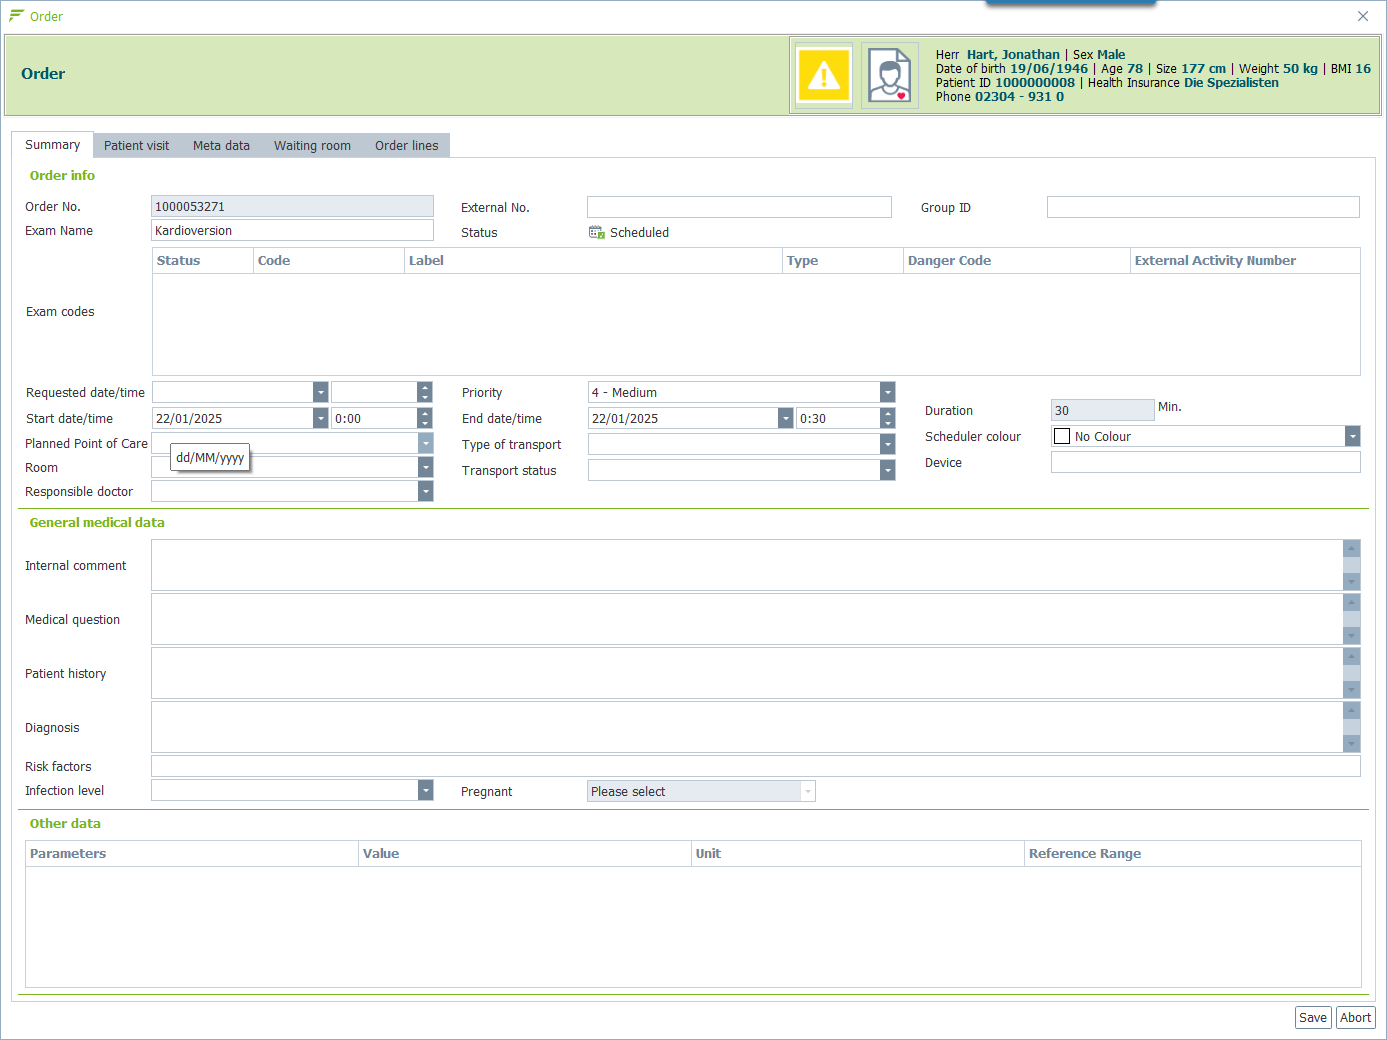 Order
Order
Herr Hart, Jonathan | Sex Male
Date of birth 19/06/1946 | Age 78 | Size 177 cm | Weight 50 kg | BMI 16
Patient ID 1000000008 | Health Insurance Die Spezialisten
Phone 02304 - 931 0
Summary Patient visit Meta data Waiting room Order lines
Order info
Order No. 1000053271 External No. Group ID
Exam Name Kardioversion Status Scheduled
Status Code Label Type Danger Code External Activity Number
Exam codes
Requested date/time Priority 4 - Medium
Start date/time 22/01/2025 0:00 End date/time 22/01/2025 0:30 Duration 30 Min.
Planned Point of Care Type of transport Scheduler colour No Colour
dd/MM/yyyy
Room Transport status Device
Responsible doctor
General medical data
Internal comment
Medical question
Patient history
Diagnosis
Risk factors
Infection level Pregnant Please select
Other data
Parameters Value Unit Reference Range
Save Abort